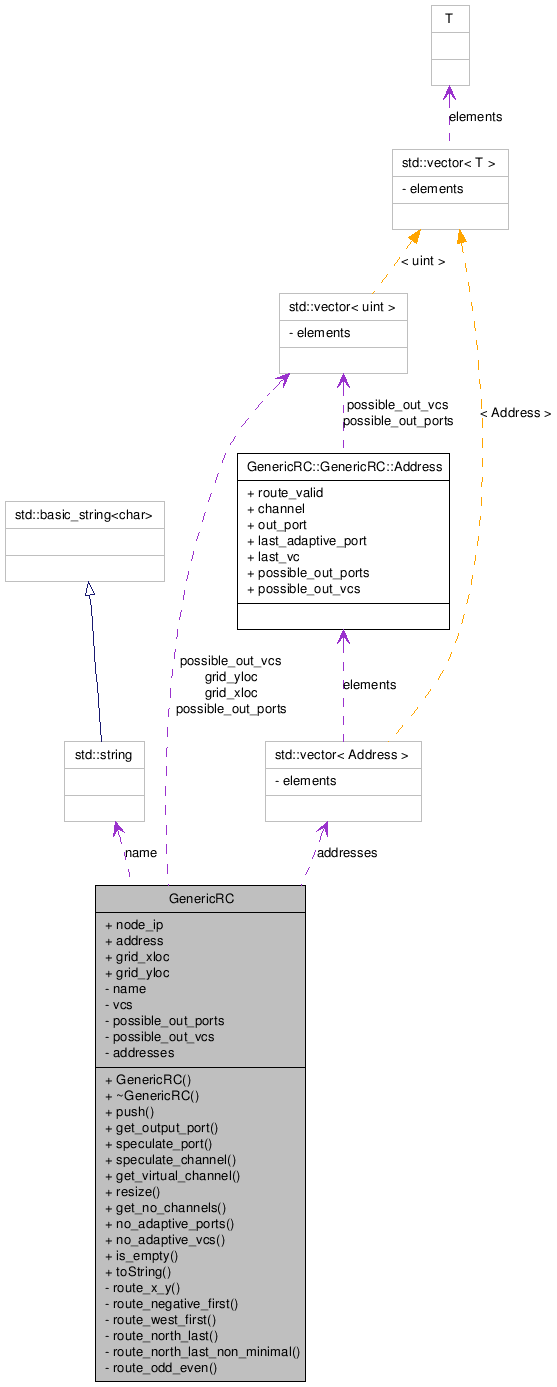 T
elements
std::vector< T >
- elements
< uint >
std::vector< uint >
- elements
possible_out_vcs
possible_out_ports
< Address >
GenericRC::GenericRC::Address
+ route_valid
+ channel
+ out_port
+ last_adaptive_port
+ last_vc
+ possible_out_ports
+ possible_out_vcs
std::basic_string<char>
possible_out_vcs
grid_yloc
grid_xloc
possible_out_ports
elements
std::string
std::vector< Address >
- elements
name
addresses
GenericRC
+ node_ip
+ address
+ grid_xloc
+ grid_yloc
- name
- vcs
- possible_out_ports
- possible_out_vcs
- addresses
+ GenericRC()
+ ~GenericRC()
+ push()
+ get_output_port()
+ speculate_port()
+ speculate_channel()
+ get_virtual_channel()
+ resize()
+ get_no_channels()
+ no_adaptive_ports()
+ no_adaptive_vcs()
+ is_empty()
+ toString()
- route_x_y()
- route_negative_first()
- route_west_first()
- route_north_last()
- route_north_last_non_minimal()
- route_odd_even()